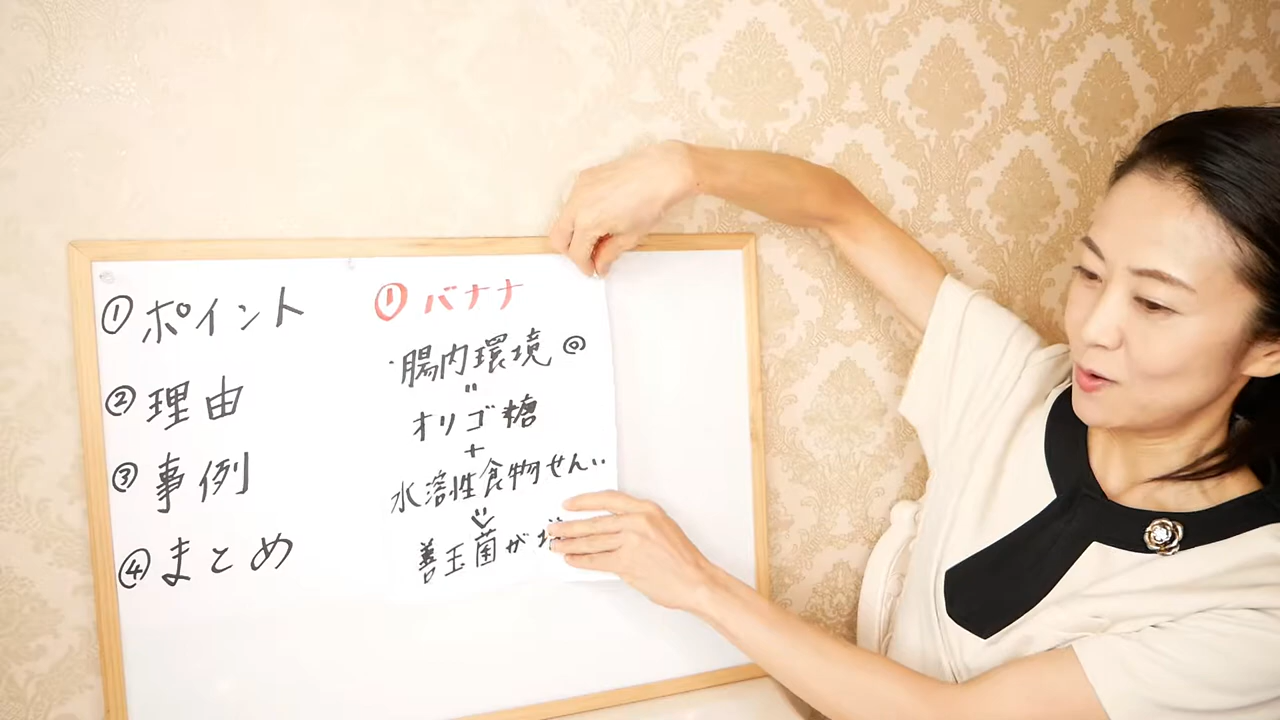 ① ポイント
② 理由
③ 事例
④ まとめ
① バナナ
・腸内環境 ◎
〃
オリゴ糖
+
水溶性食物せんい
善玉菌が